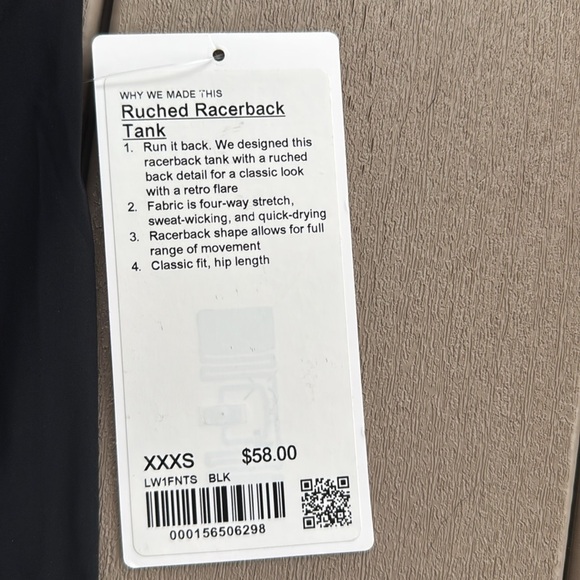 WHY WE MADE THIS
Ruched Racerback
Tank
1. Run it back. We designed this
racerback tank with a ruched
back detail for a classic look
with a retro flare
2. Fabric is four-way stretch,
sweat-wicking, and quick-drying
3. Racerback shape allows for full
range of movement
4. Classic fit, hip length
XXXS $58.00
LW1FNTS BLK
000156506298